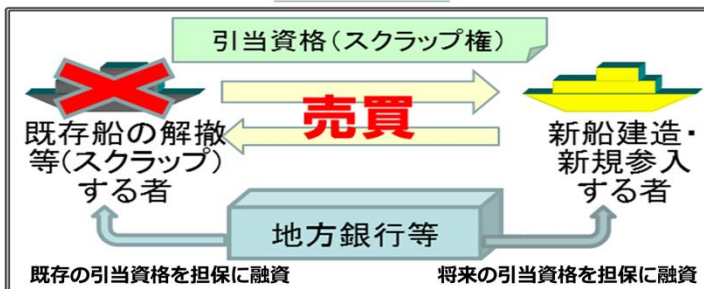 引当資格(スクラップ権)
売買
既存船の解撤
等(スクラップ)
する者
新船建造・
新規参入
する者
地方銀行等
既存の引当資格を担保に融資
将来の引当資格を担保に融資